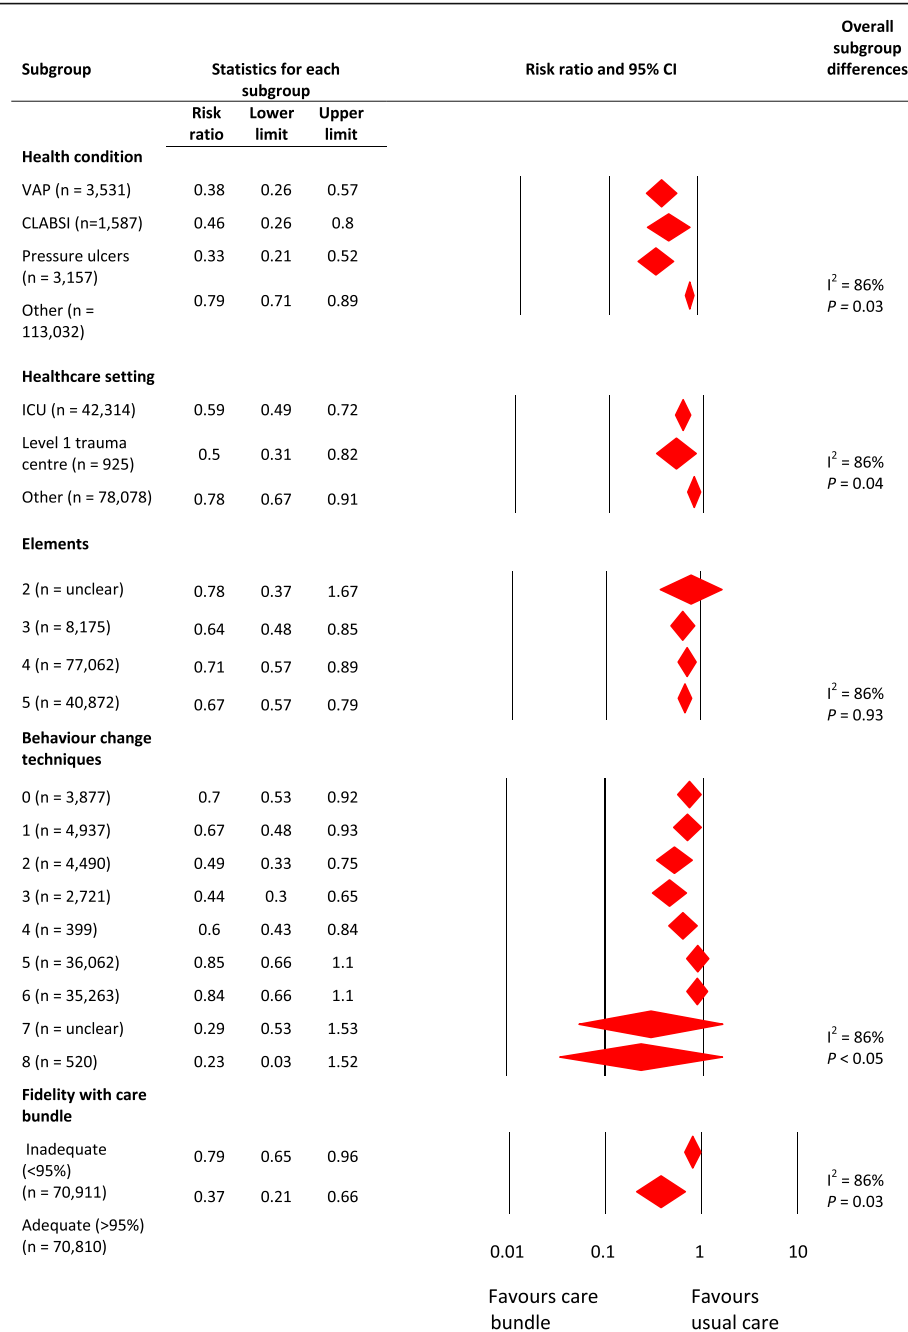 Overall
subgroup
differences
Subgroup Statistics for each subgroup Risk ratio and 95% CI
Risk ratio Lower limit Upper limit
Health condition
VAP (n = 3,531) 0.38 0.26 0.57
CLABSI (n=1,587) 0.46 0.26 0.8
Pressure ulcers 0.33 0.21 0.52
(n = 3,157)
Other (n = 0.79 0.71 0.89
113,032)
I² = 86%
P = 0.03
Healthcare setting
ICU (n = 42,314) 0.59 0.49 0.72
Level 1 trauma
centre (n = 925) 0.5 0.31 0.82
Other (n = 78,078) 0.78 0.67 0.91
I² = 86%
P = 0.04
Elements
2 (n = unclear) 0.78 0.37 1.67
3 (n = 8,175) 0.64 0.48 0.85
4 (n = 77,062) 0.71 0.57 0.89
5 (n = 40,872) 0.67 0.57 0.79
I² = 86%
P = 0.93
Behaviour change
techniques
0 (n = 3,877) 0.7 0.53 0.92
1 (n = 4,937) 0.67 0.48 0.93
2 (n = 4,490) 0.49 0.33 0.75
3 (n = 2,721) 0.44 0.3 0.65
4 (n = 399) 0.6 0.43 0.84
5 (n = 36,062) 0.85 0.66 1.1
6 (n = 35,263) 0.84 0.66 1.1
7 (n = unclear) 0.29 0.53 1.53
8 (n = 520) 0.23 0.03 1.52
I² = 86%
P < 0.05
Fidelity with care
bundle
Inadequate 0.79 0.65 0.96
(<95%)
(n = 70,911) 0.37 0.21 0.66
Adequate (>95%)
(n = 70,810)
I² = 86%
P = 0.03
0.01 0.1 1 10
Favours care Favours
bundle usual care